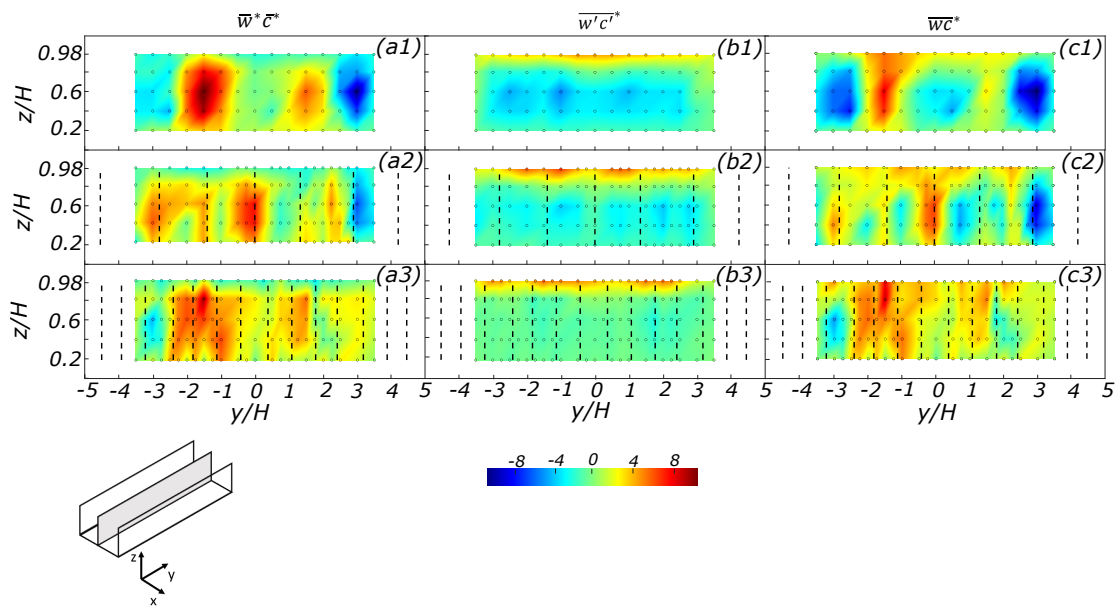 w̅*c̅* w'c'* wc*
0.98 (a1) (b1) (c1)
z/H 0.6
0.2
0.98 (a2) (b2) (c2)
z/H 0.6
0.2
0.98 (a3) (b3) (c3)
z/H 0.6
0.2
-5 -4 -3 -2 -1 0 1 2 3 4 5 -4 -3 -2 -1 0 1 2 3 4 5 -4 -3 -2 -1 0 1 2 3 4 5
y/H y/H y/H
-8 -4 0 4 8
z
y
x